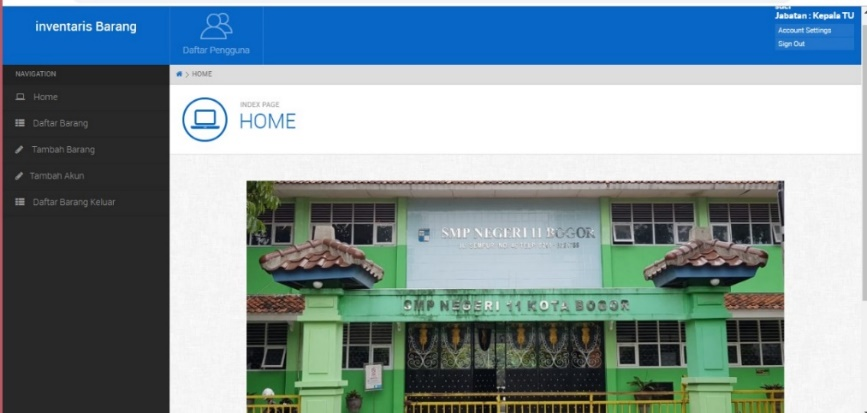 inventaris Barang
Daftar Pengguna
suci
Jabatan : Kepala TU
Account Settings
Sign Out
NAVIGATION
Home
Daftar Barang
Tambah Barang
Tambah Akun
Daftar Barang Keluar
> HOME
INDEX PAGE
HOME
SMP NEGERI 11 BOGOR
SMP NEGERI 11 KOTA BOGOR